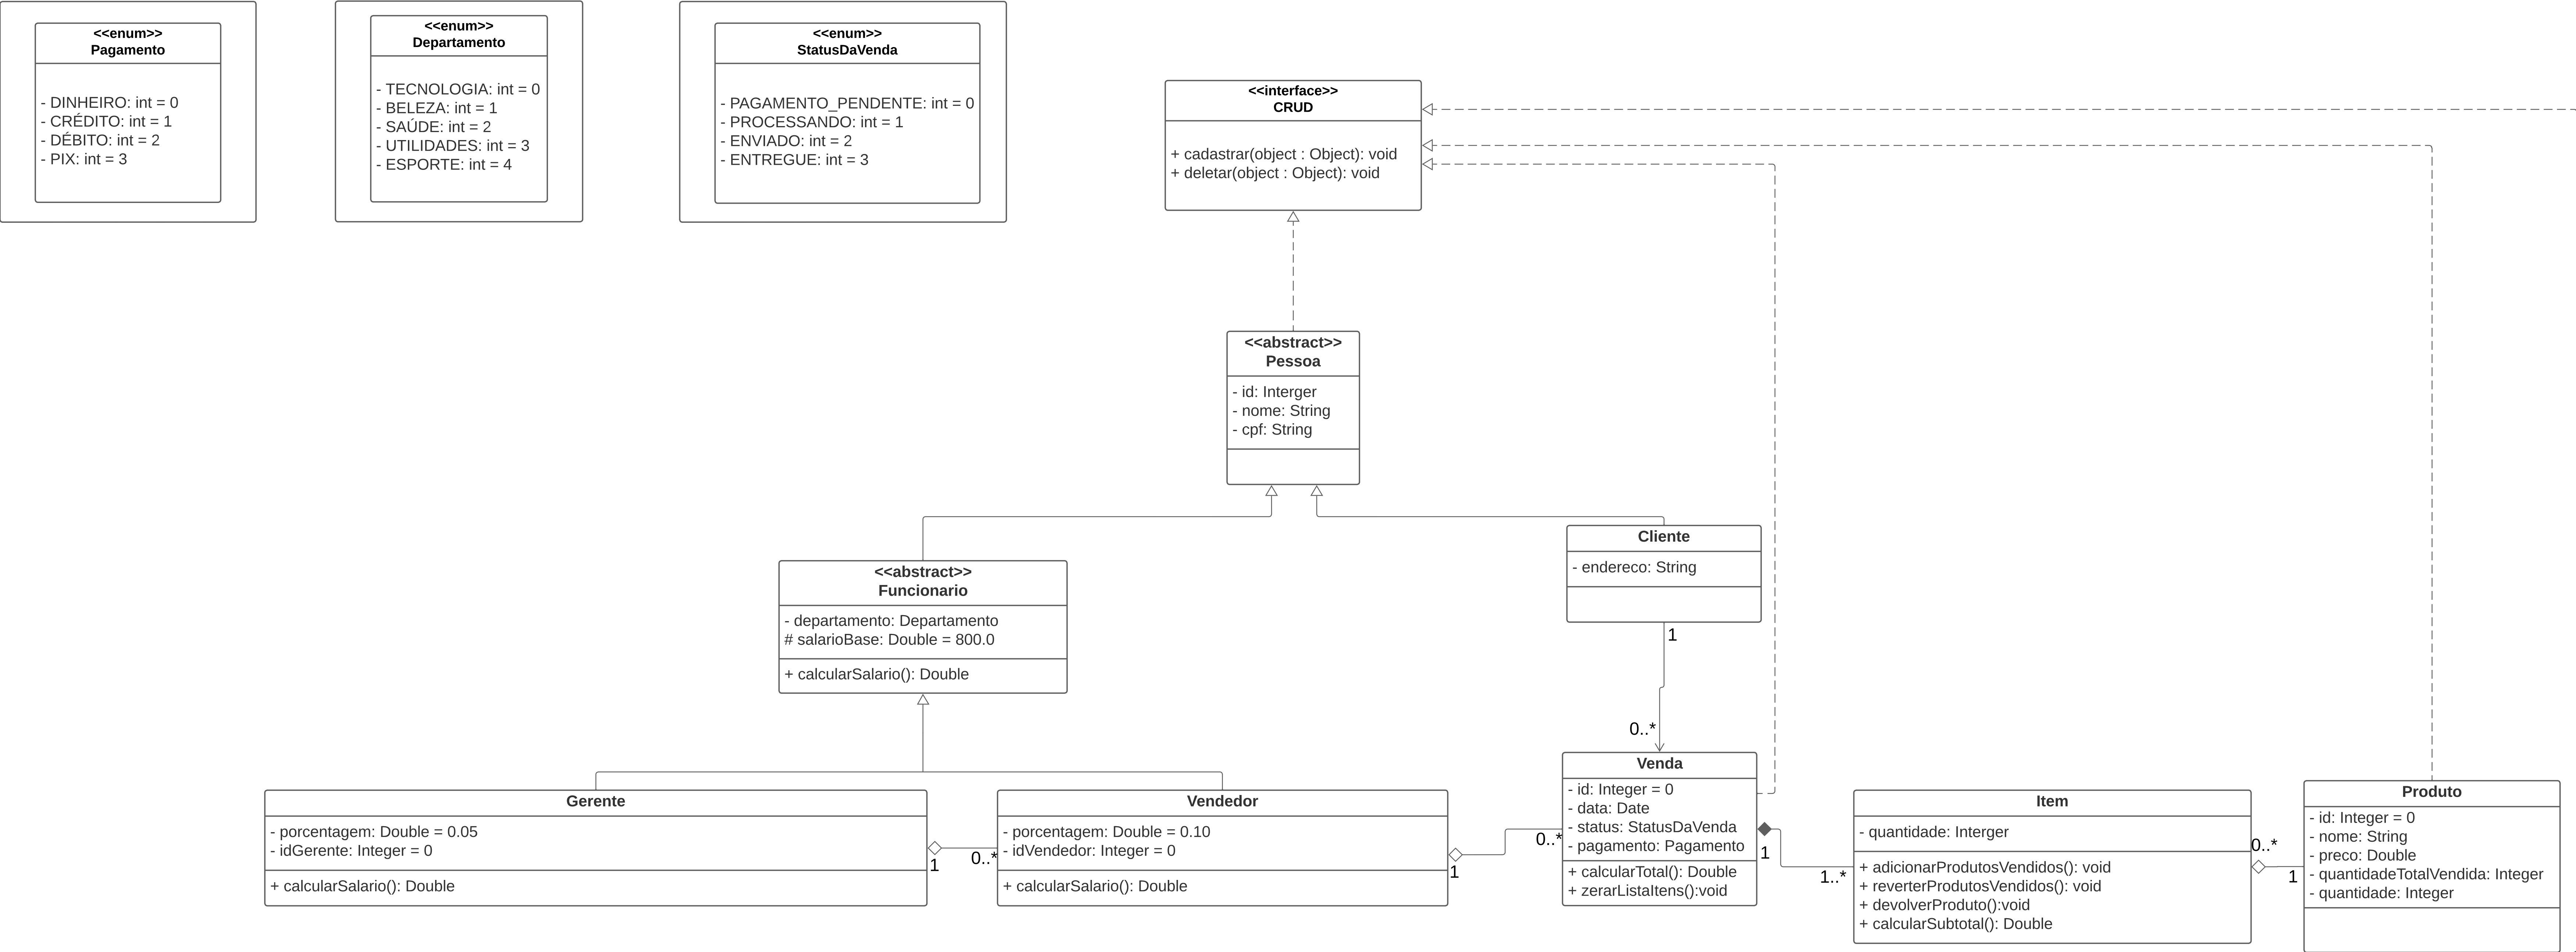 <<enum>>
Pagamento
- DINHEIRO: int = 0
- CRÉDITO: int = 1
- DÉBITO: int = 2
- PIX: int = 3
<<enum>>
Departamento
- TECNOLOGIA: int = 0
- BELEZA: int = 1
- SAÚDE: int = 2
- UTILIDADES: int = 3
- ESPORTE: int = 4
<<enum>>
StatusDaVenda
- PAGAMENTO_PENDENTE: int = 0
- PROCESSANDO: int = 1
- ENVIADO: int = 2
- ENTREGUE: int = 3
<<interface>>
CRUD
+ cadastrar(object : Object): void
+ deletar(object : Object): void
<<abstract>>
Pessoa
- id: Interger
- nome: String
- cpf: String
<<abstract>>
Funcionario
- departamento: Departamento
# salarioBase: Double = 800.0
+ calcularSalario(): Double
Cliente
- endereco: String
1
0..*
Gerente
- porcentagem: Double = 0.05
- idGerente: Integer = 0
+ calcularSalario(): Double
1
0..*
Vendedor
- porcentagem: Double = 0.10
- idVendedor: Integer = 0
+ calcularSalario(): Double
1
0..*
Venda
- id: Integer = 0
- data: Date
- status: StatusDaVenda
- pagamento: Pagamento
+ calcularTotal(): Double
+ zerarListaItens():void
1
1..*
Item
- quantidade: Interger
+ adicionarProdutosVendidos(): void
+ reverterProdutosVendidos(): void
+ devolverProduto():void
+ calcularSubtotal(): Double
0..*
1
Produto
- id: Integer = 0
- nome: String
- preco: Double
- quantidadeTotalVendida: Integer
- quantidade: Integer